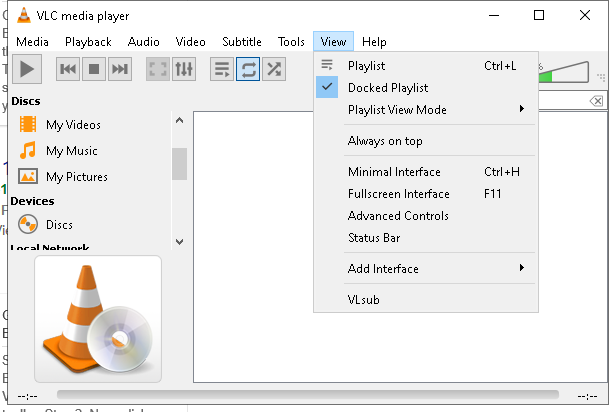 VLC media player
Media Playback Audio Video Subtitle Tools View Help
%
Discs
My Videos
My Music
My Pictures
Devices
Discs
Local Network
Playlist Ctrl+L
Docked Playlist
Playlist View Mode
Always on top
Minimal Interface Ctrl+H
Fullscreen Interface F11
Advanced Controls
Status Bar
Add Interface
VLsub
--:-- --:--